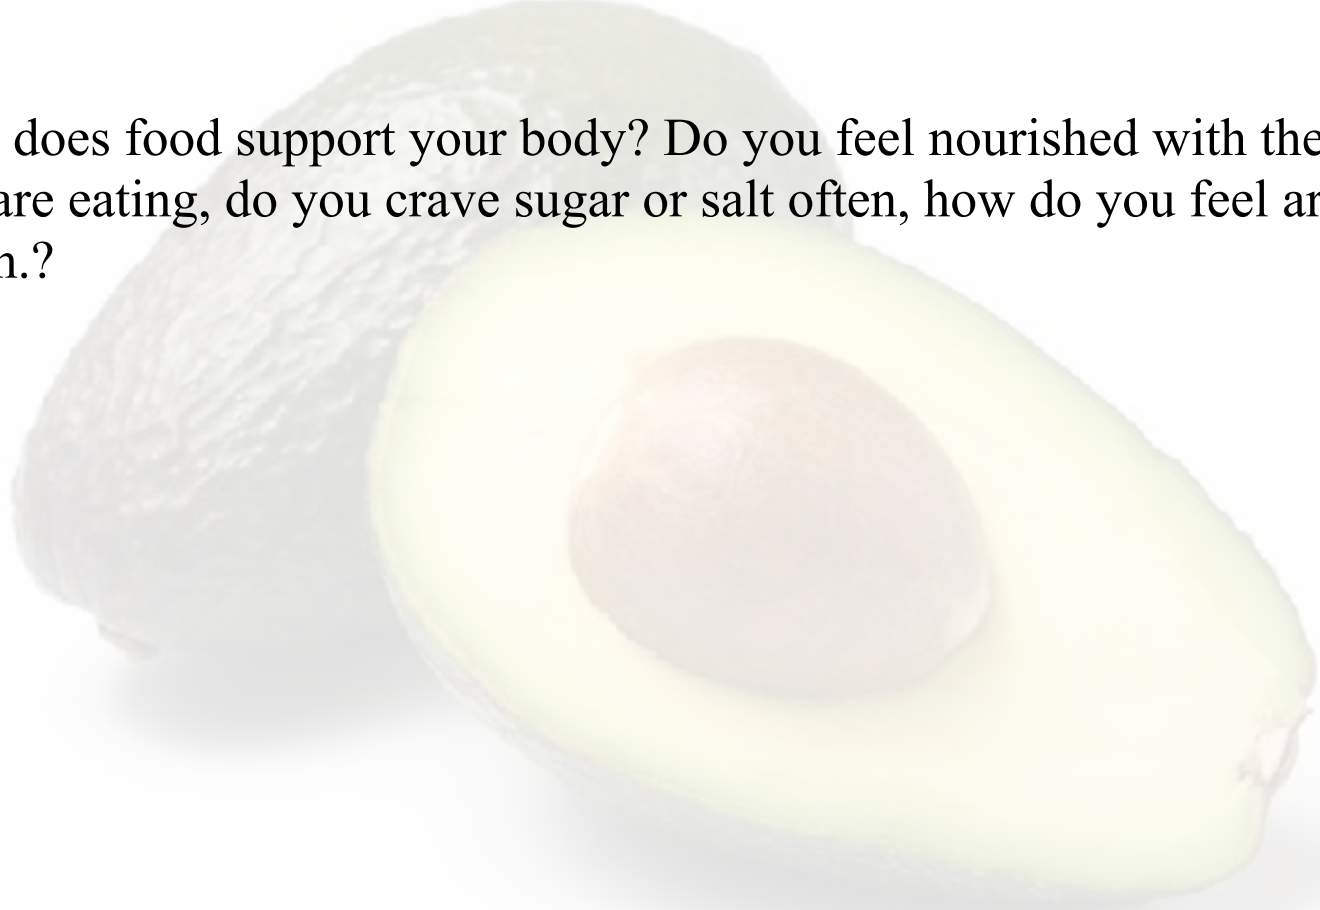 does food support your body? Do you feel nourished with the
are eating, do you crave sugar or salt often, how do you feel
n.?